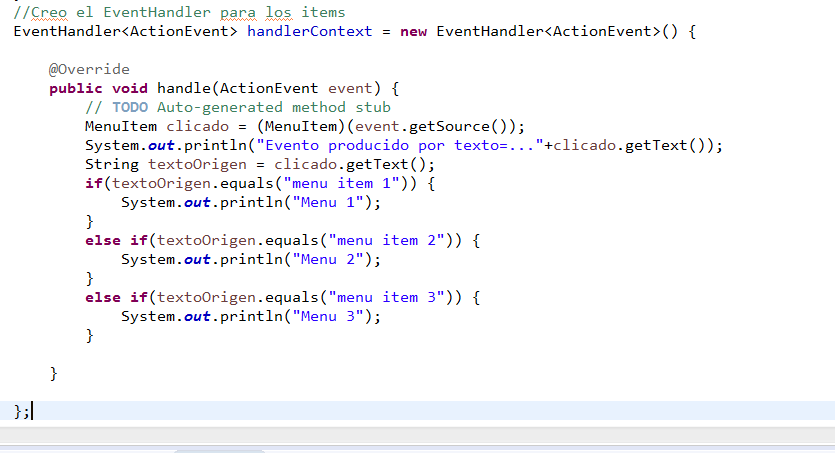 //Creo el EventHandler para los items
EventHandler<ActionEvent> handlerContext = new EventHandler<ActionEvent>() {
@Override
public void handle(ActionEvent event) {
// TODO Auto-generated method stub
MenuItem clicado = (MenuItem)(event.getSource());
System.out.println("Evento producido por texto=..."+clicado.getText());
String textoOrigen = clicado.getText();
if(textoOrigen.equals("menu item 1")) {
System.out.println("Menu 1");
}
else if(textoOrigen.equals("menu item 2")) {
System.out.println("Menu 2");
}
else if(textoOrigen.equals("menu item 3")) {
System.out.println("Menu 3");
}
}
};